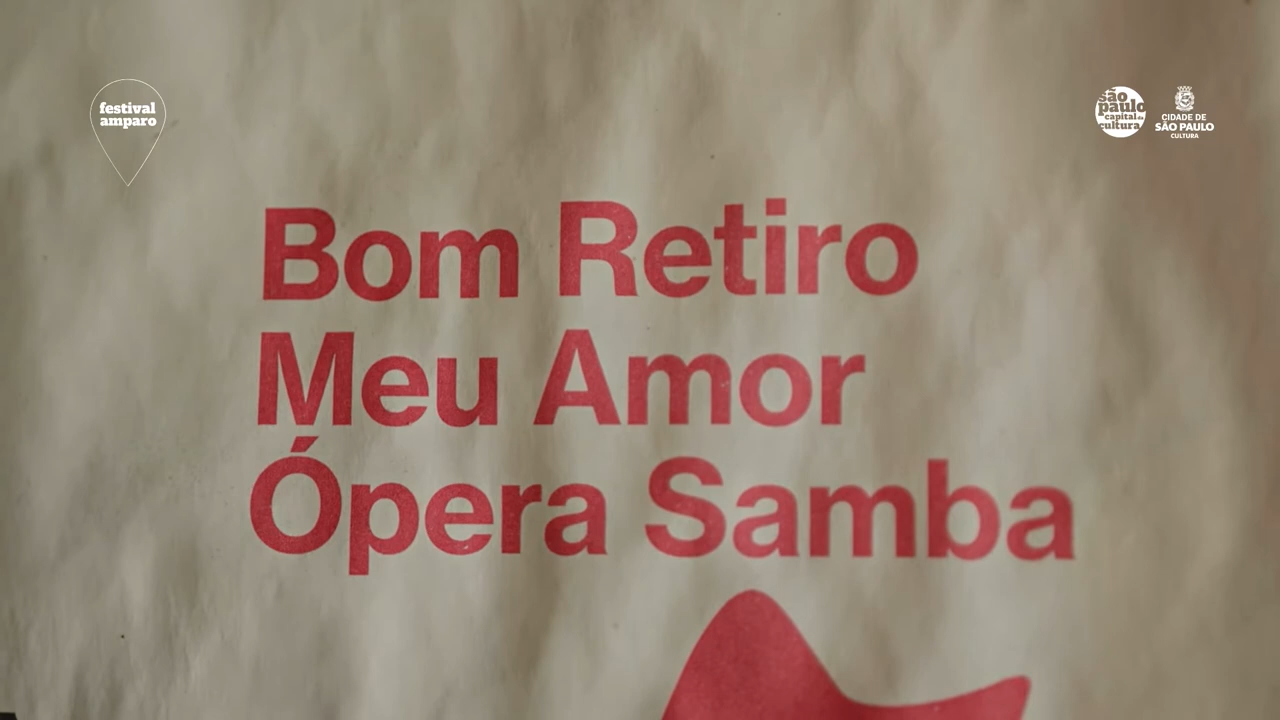 festival
amparo
são
paulo
capital da
cultura
CIDADE DE
SÃO PAULO
CULTURA
Bom Retiro
Meu Amor
Ópera Samba